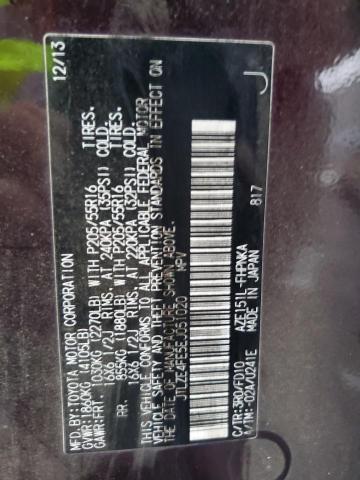 MFD.BY:TOYOTA MOTOR CORPORATION 12/13
GVWR:1860KG (4105LB)
GAWR:FRT. 1030KG (2270LB) WITH P205/55R16 TIRES.
16X6 1/2J RIMS, AT 240KPA (35PSI) COLD.
RR. 855KG (1880LB) WITH P205/55R16 TIRES.
16X6 1/2J RIMS, AT 220KPA (32PSI) COLD.
THIS VEHICLE CONFORMS TO ALL APPLICABLE FEDERAL MOTOR
VEHICLE SAFETY AND THEFT PREVENTION STANDARDS IN EFFECT ON
THE DATE OF MANUFACTURE SHOWN ABOVE.
MPV
C/TR:3R0/FD10 AZE151L-FHPNKA
A/TM:-02A/U241E MADE IN JAPAN 817
J